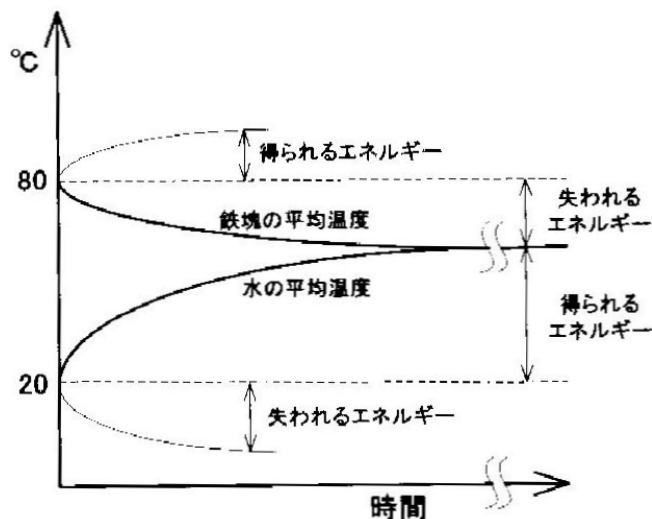 ℃
得られるエネルギー
80
鉄塊の平均温度
失われる
エネルギー
水の平均温度
得られる
エネルギー
20
失われるエネルギー
時間